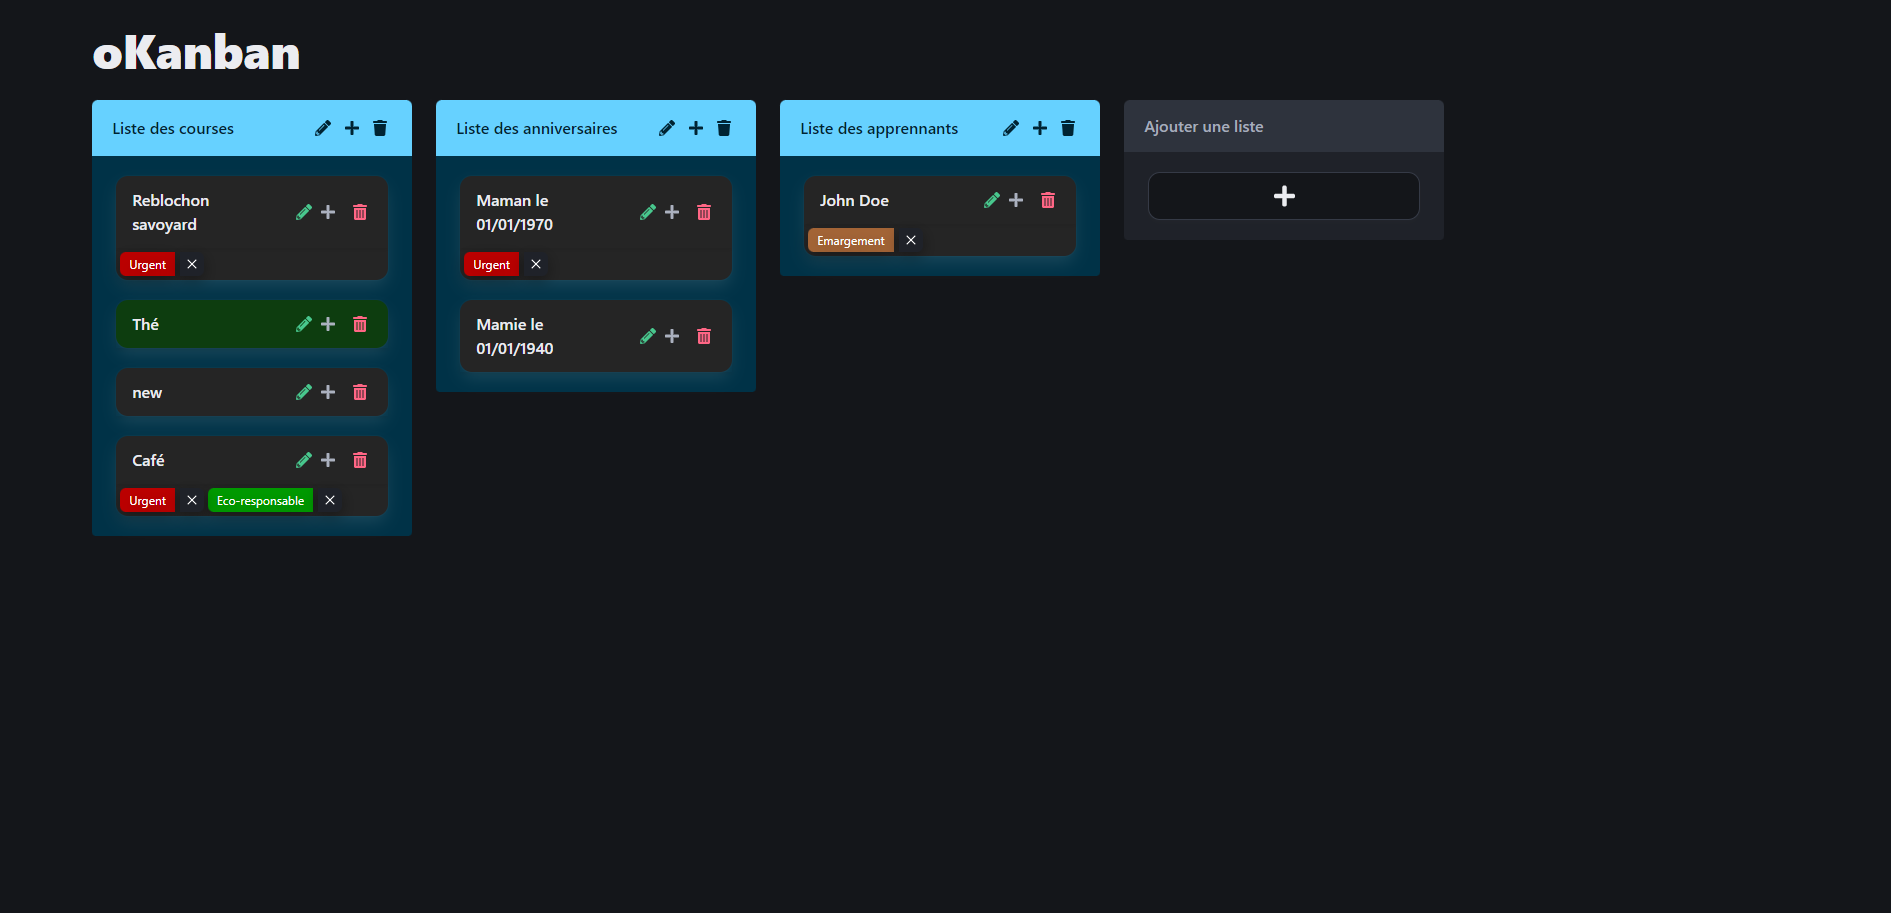 oKanban
Liste des courses
Reblochon
savoyard
Urgent
Thé
new
Café
Urgent Eco-responsable
Liste des anniversaires
Maman le
01/01/1970
Urgent
Mamie le
01/01/1940
Liste des apprennants
John Doe
Emargement
Ajouter une liste